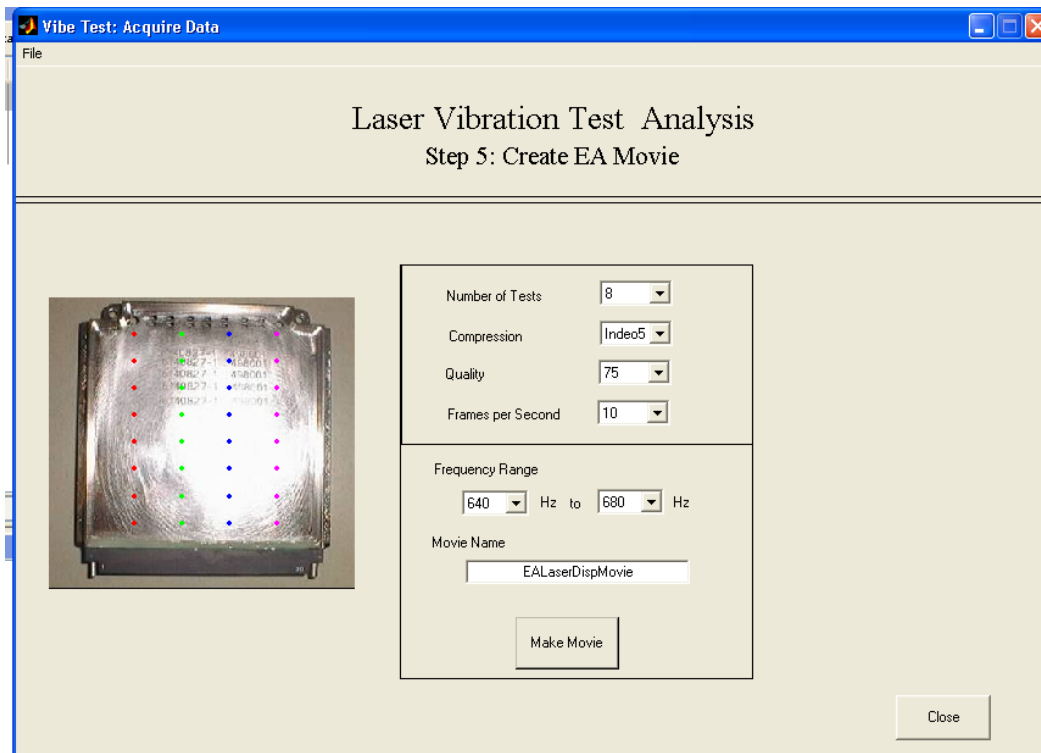 Vibe Test: Acquire Data
File
Laser Vibration Test Analysis
Step 5: Create EA Movie
Number of Tests 8
Compression Indeo5
Quality 75
Frames per Second 10
Frequency Range
640 Hz to 680 Hz
Movie Name
EALaserDispMovie
Make Movie
Close